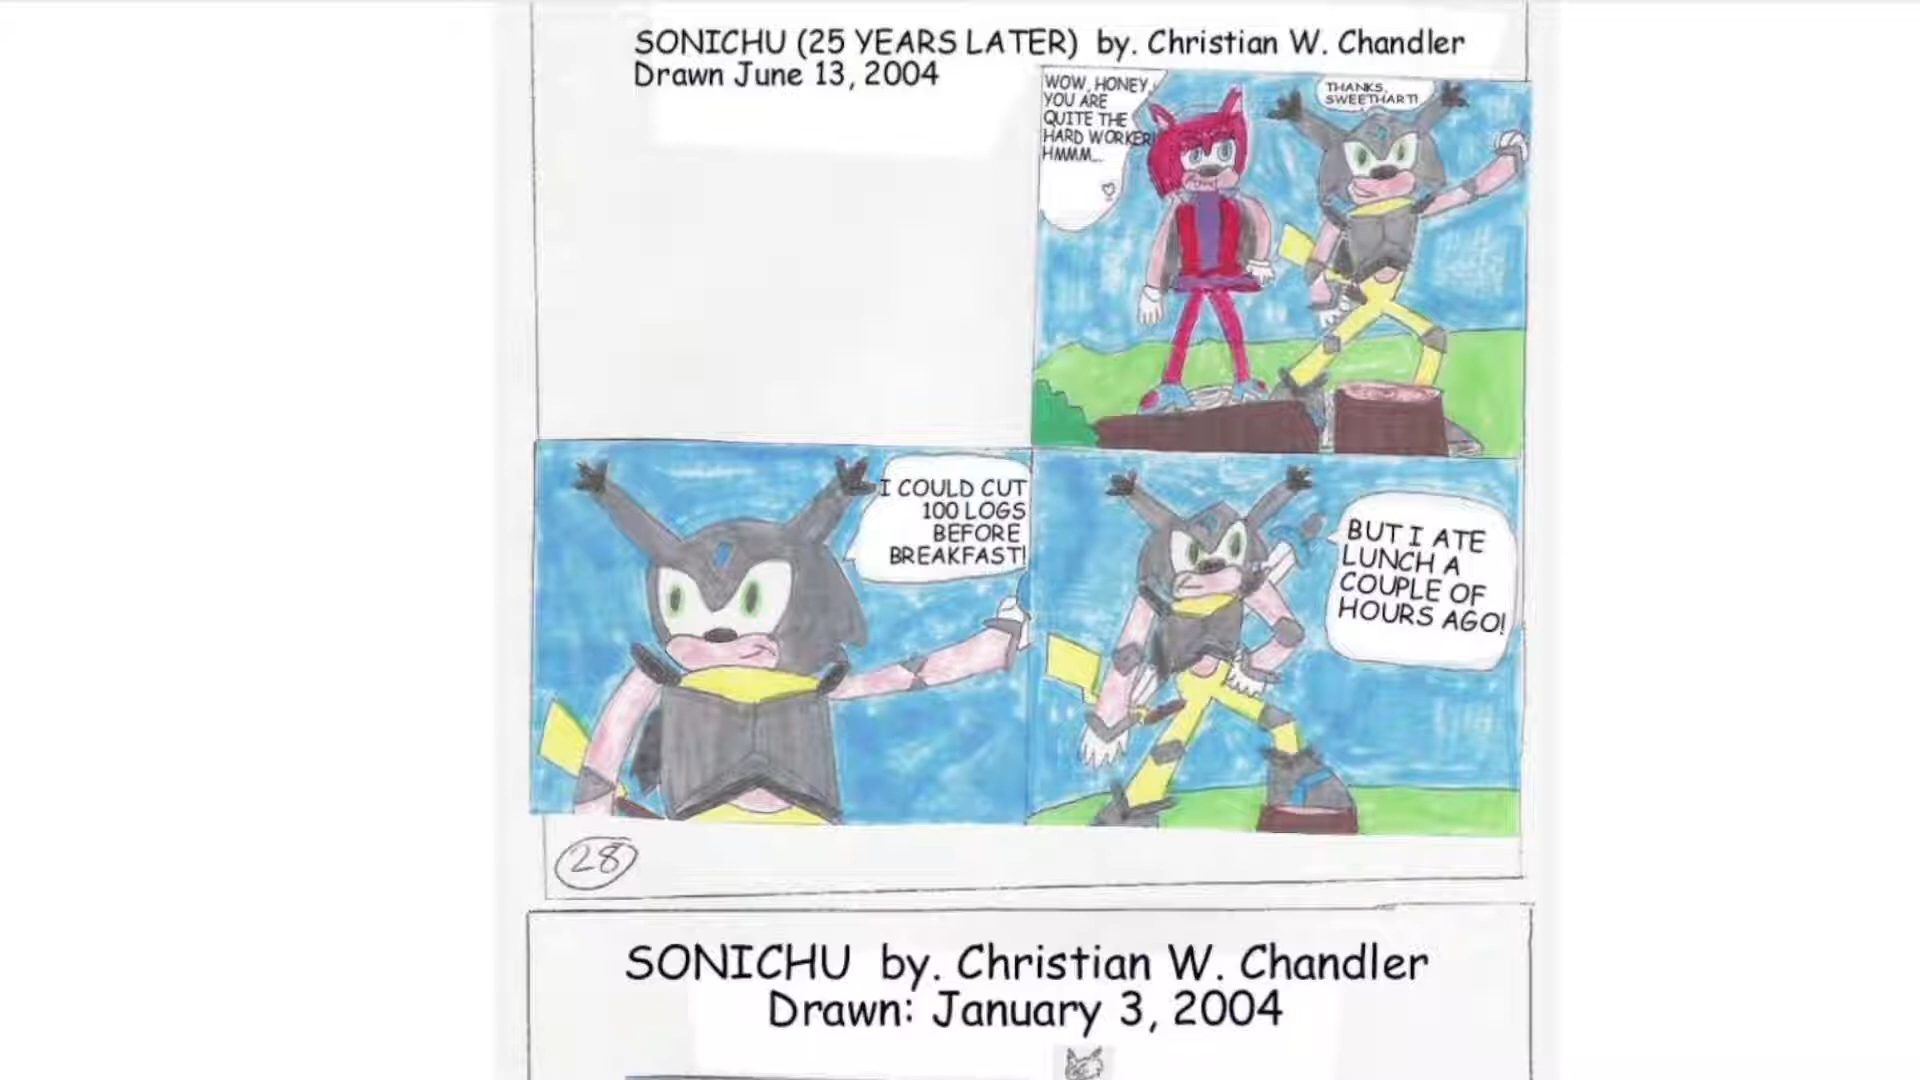 SONICHU (25 YEARS LATER) by. Christian W. Chandler
Drawn June 13, 2004
WOW, HONEY,
YOU ARE
QUITE THE
HARD WORKER!
HMMM...
THANKS,
SWEETHART!
I COULD CUT
100 LOGS
BEFORE
BREAKFAST!
BUT I ATE
LUNCH A
COUPLE OF
HOURS AGO!
28
SONICHU by. Christian W. Chandler
Drawn: January 3, 2004